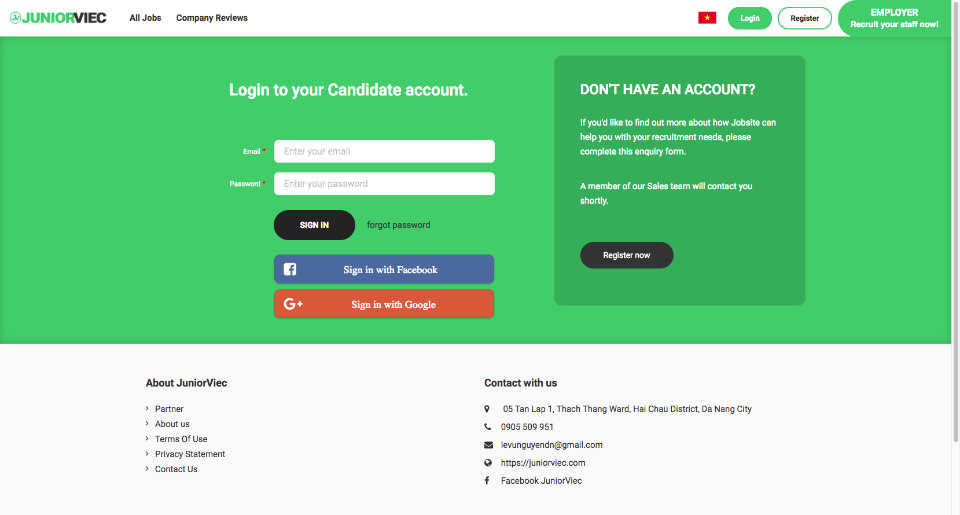 JUNIORVIEC
All Jobs
Company Reviews
Login
Register
EMPLOYER
Recruit your staff now!
Login to your Candidate account.
Email *
Enter your email
Password *
Enter your password
SIGN IN
forgot password
Sign in with Facebook
G+
Sign in with Google
DON'T HAVE AN ACCOUNT?
If you'd like to find out more about how Jobsite can
help you with your recruitment needs, please
complete this enquiry form.
A member of our Sales team will contact you
shortly.
Register now
About JuniorViec
Partner
About us
Terms Of Use
Privacy Statement
Contact Us
Contact with us
05 Tan Lap 1, Thach Thang Ward, Hai Chau District, Da Nang City
0905 509 951
levunguyendn@gmail.com
https://juniorviec.com
Facebook JuniorViec